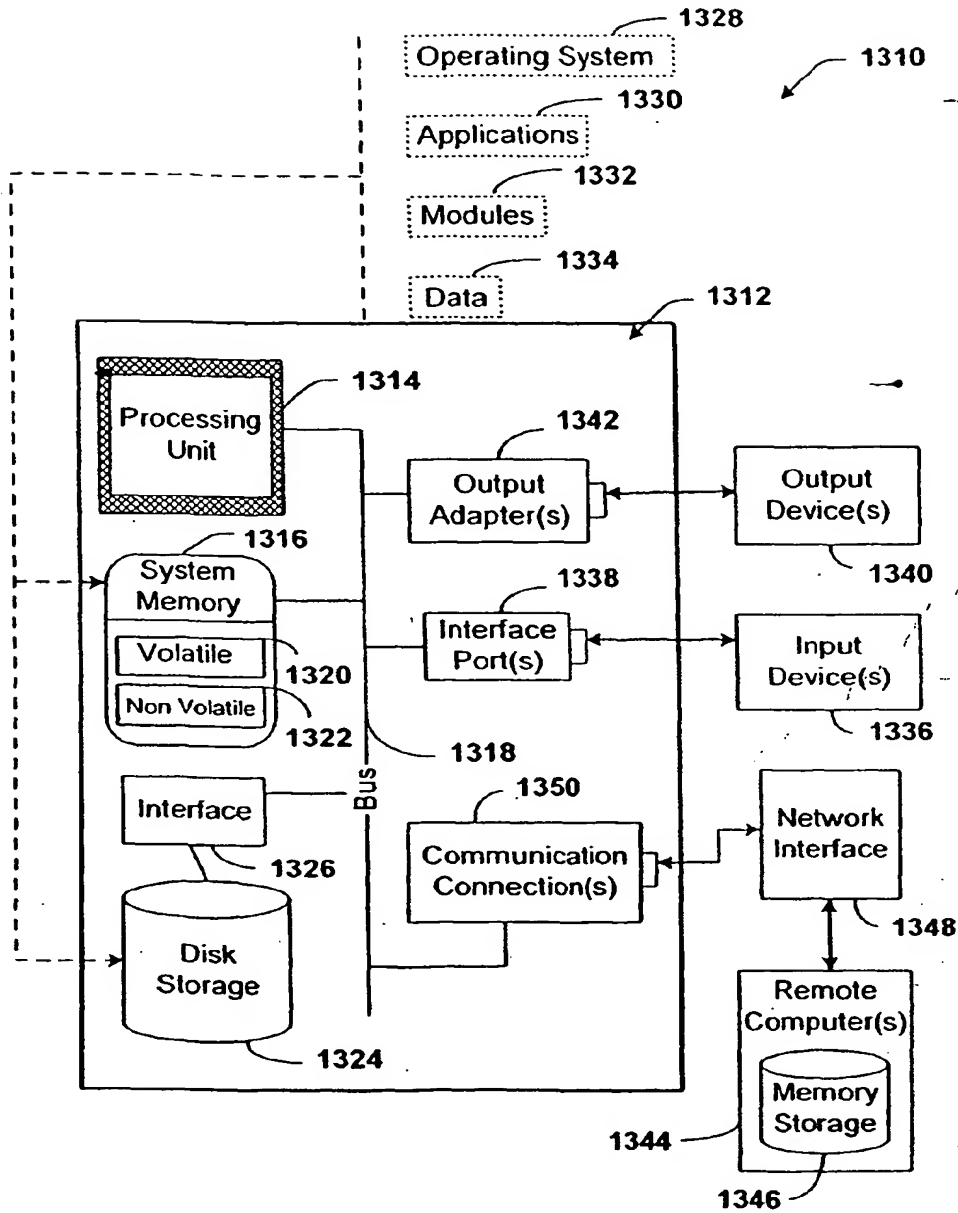 1328
Operating System
1310
1330
Applications
1332
Modules
1334
Data
1312
1314
Processing
Unit
1342
Output
Adapter(s)
Output
Device(s)
1340
1316
System
Memory
Volatile
1320
Non Volatile
1322
1338
Interface
Port(s)
Input
Device(s)
1336
1318
Bus
Interface
1326
1350
Communication
Connection(s)
Network
Interface
1348
Disk
Storage
1324
Remote
Computer(s)
Memory
Storage
1344
1346